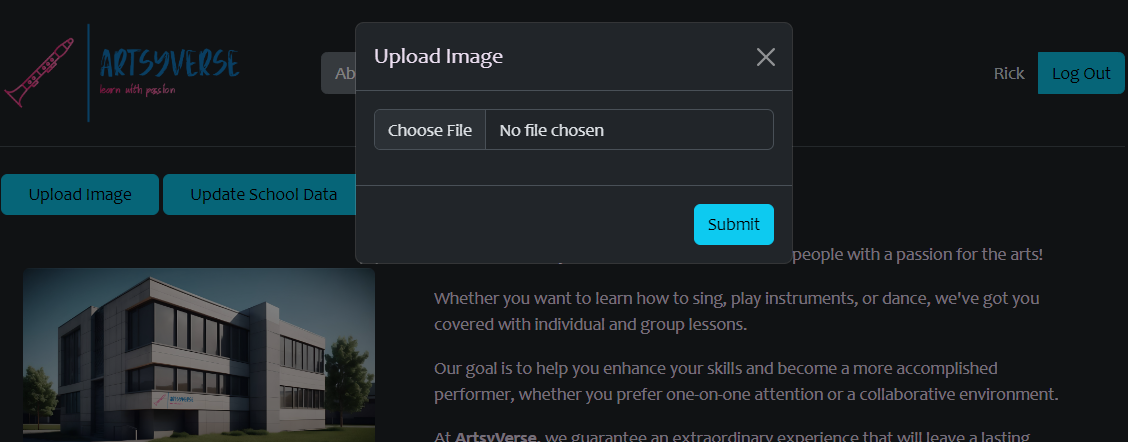 ARTSYVERSE
learn with passion
Ab
Upload Image
Rick
Log Out
Choose File
No file chosen
Upload Image
Update School Data
Submit
people with a passion for the arts!
Whether you want to learn how to sing, play instruments, or dance, we've got you
covered with individual and group lessons.
Our goal is to help you enhance your skills and become a more accomplished
performer, whether you prefer one-on-one attention or a collaborative environment.
ARTSYVERSE
At ArtsyVerse, we guarantee an extraordinary experience that will leave a lasting